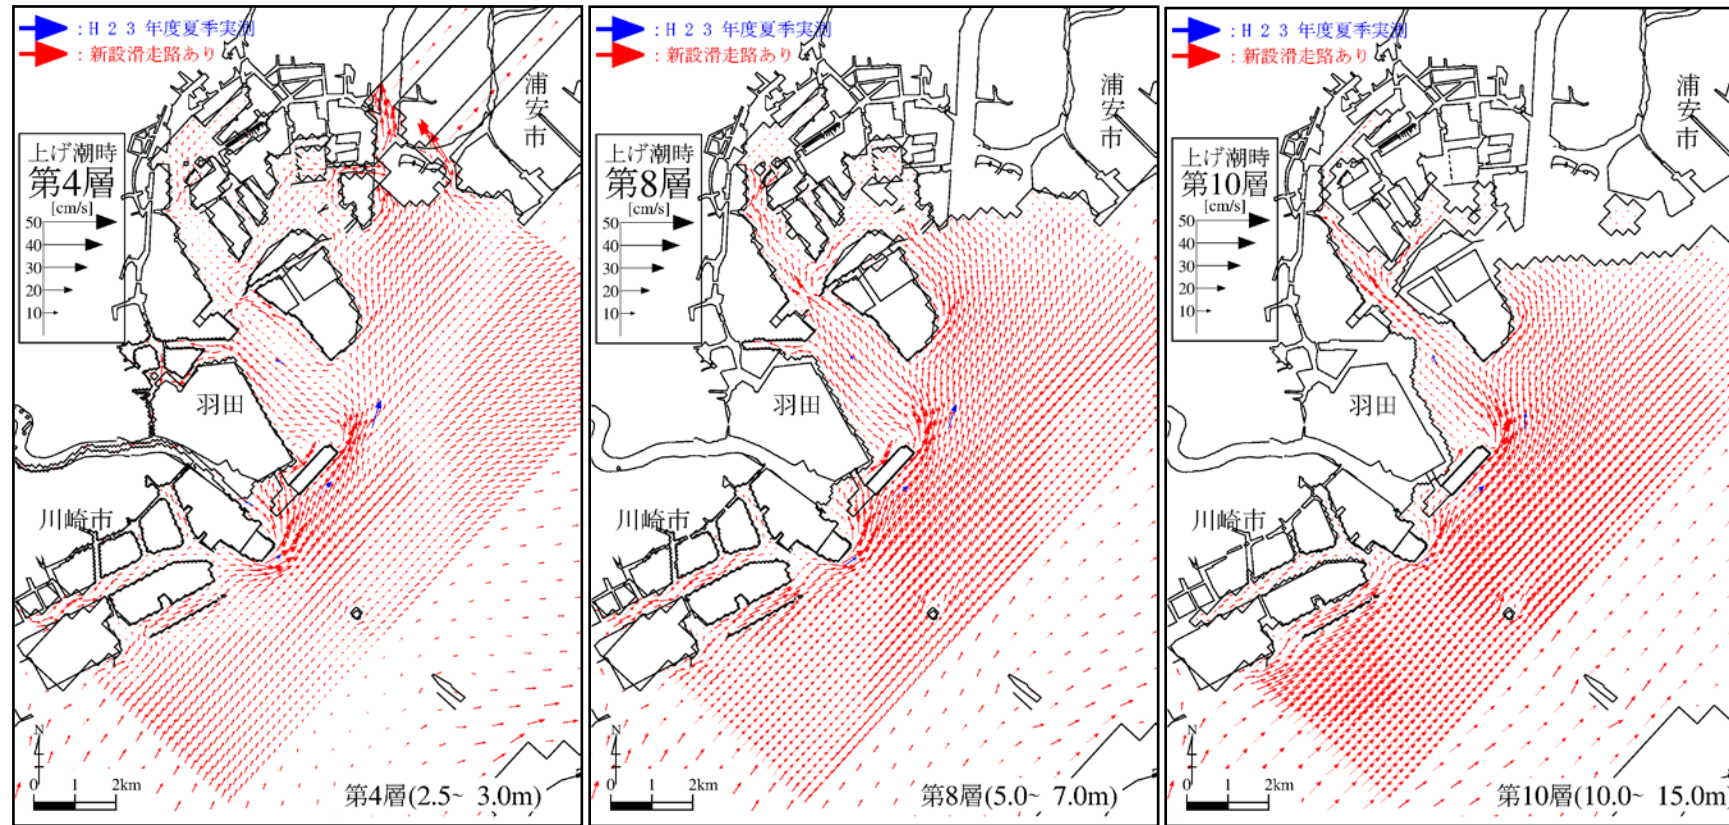 : H 2 3 年度夏季実測
: 新設滑走路あり
浦安市
上げ潮時
第4層
[cm/s]
50
40
30
20
10
羽田
川崎市
N
0 1 2km
第4層(2.5~ 3.0m)
: H 2 3 年度夏季実測
: 新設滑走路あり
浦安市
上げ潮時
第8層
[cm/s]
50
40
30
20
10
羽田
川崎市
N
0 1 2km
第8層(5.0~ 7.0m)
: H 2 3 年度夏季実測
: 新設滑走路あり
浦安市
上げ潮時
第10層
[cm/s]
50
40
30
20
10
羽田
川崎市
N
0 1 2km
第10層(10.0~ 15.0m)